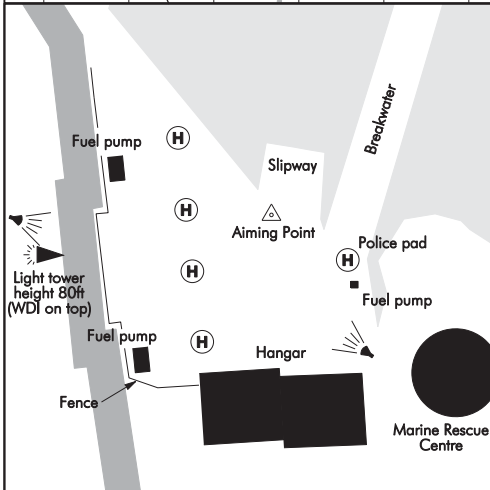 Breakwater
Fuel pump
H
Slipway
H
Aiming Point
Police pad
H
H
Light tower
height 80ft
(WDI on top)
Fuel pump
Fuel pump
H
Hangar
Fence
Marine Rescue
Centre